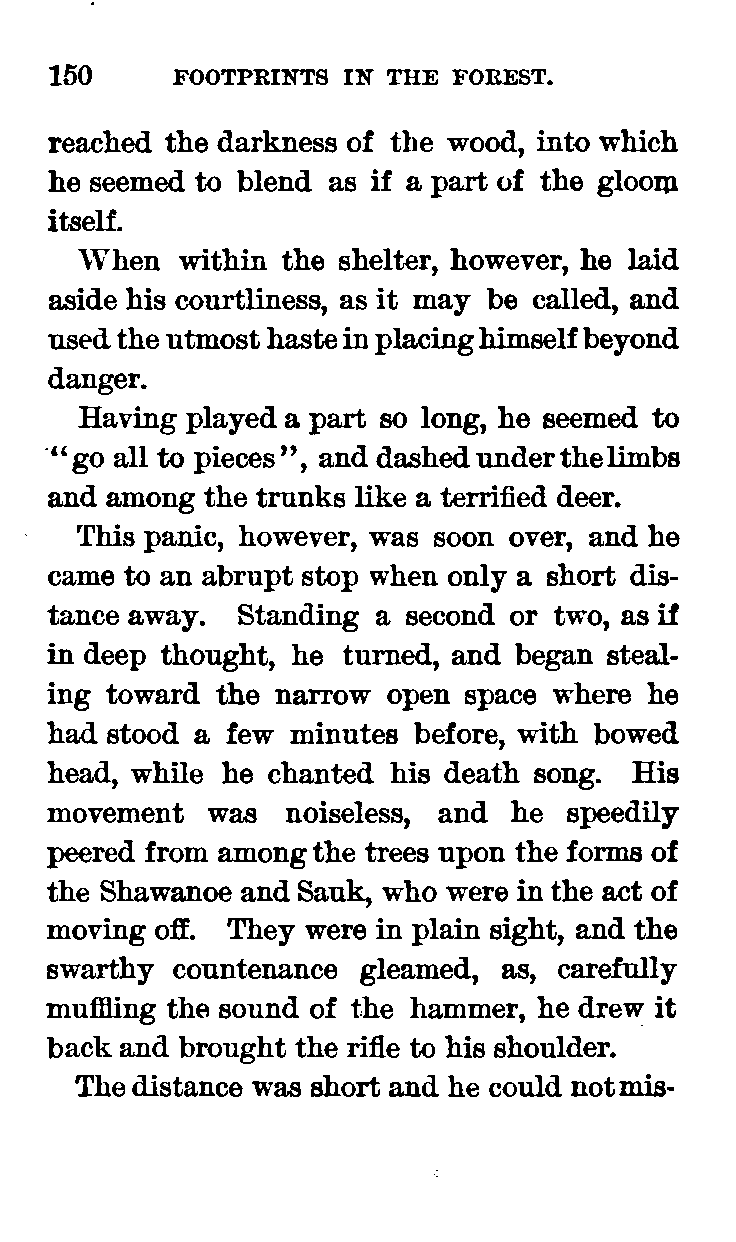 150 FOOTPRINTS IN THE FOREST.
reached the darkness of the wood, into which
he seemed to blend as if a part of the gloom
itself.
When within the shelter, however, he laid
aside his courtliness, as it may be called, and
used the utmost haste in placing himself beyond
danger.
Having played a part so long, he seemed to
“go all to pieces”, and dashed under the limbs
and among the trunks like a terrified deer.
This panic, however, was soon over, and he
came to an abrupt stop when only a short dis-
tance away. Standing a second or two, as if
in deep thought, he turned, and began steal-
ing toward the narrow open space where he
had stood a few minutes before, with bowed
head, while he chanted his death song. His
movement was noiseless, and he speedily
peered from among the trees upon the forms of
the Shawanoe and Sauk, who were in the act of
moving off. They were in plain sight, and the
swarthy countenance gleamed, as, carefully
muffling the sound of the hammer, he drew it
back and brought the rifle to his shoulder.
The distance was short and he could not mis-